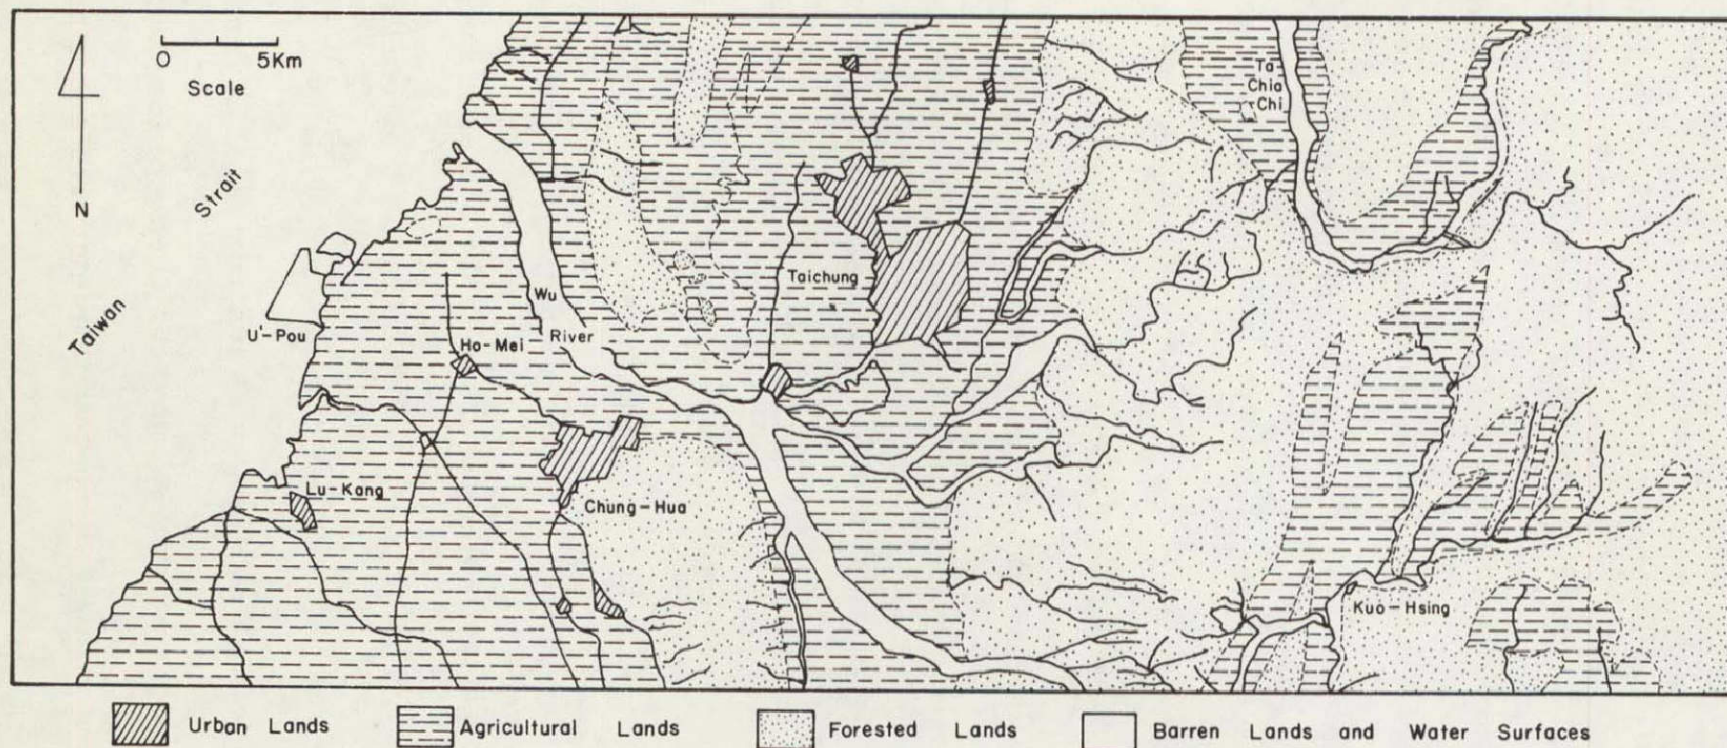 0 5Km
Scale
N
Taiwan Strait
Ta
Chia
Chi
Taichung
Wu
River
U'-Pou
Ho-Mei
Lu-Kang
Chung-Hua
Kuo-Hsing
Urban Lands
Agricultural Lands
Forested Lands
Barren Lands and Water Surfaces